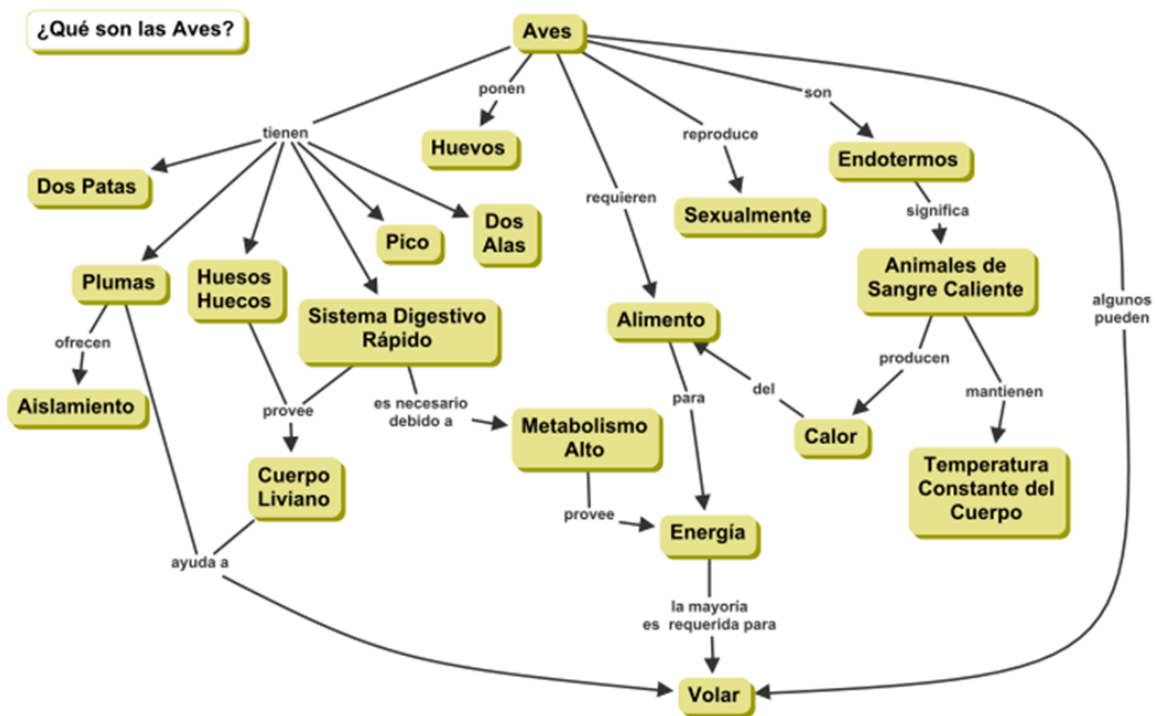 ¿Qué son las Aves?
Aves
ponen
son
tienen
reproduce
Huevos
Endotermos
Dos Patas
requieren
Sexualmente
significa
Dos
Alas
Pico
Plumas
Huesos
Huecos
Animales de
Sangre Caliente
algunos
pueden
Sistema Digestivo
Rápido
Alimento
ofrecen
producen
Aislamiento
provee
es necesario
debido a
para
del
mantienen
Metabolismo
Alto
Calor
Cuerpo
Liviano
Temperatura
Constante del
Cuerpo
provee
Energía
ayuda a
la mayoria
es requerida para
Volar